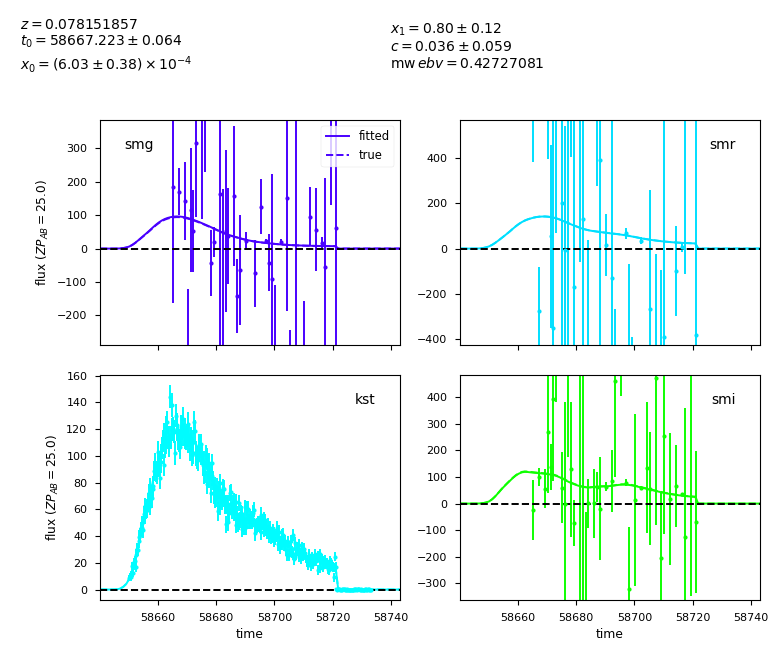 z = 0.078151857
t₀ = 58667.223 ± 0.064
x₀ = (6.03 ± 0.38) × 10⁻⁴
x₁ = 0.80 ± 0.12
c = 0.036 ± 0.059
mw ebv = 0.42727081
smg
fitted
true
300
200
100
0
−100
−200
flux (ZP_AB = 25.0)
smr
400
200
0
−200
−400
kst
160
140
120
100
80
60
40
20
0
flux (ZP_AB = 25.0)
58660
58680
58700
58720
58740
time
smi
400
300
200
100
0
−100
−200
−300
58660
58680
58700
58720
58740
time